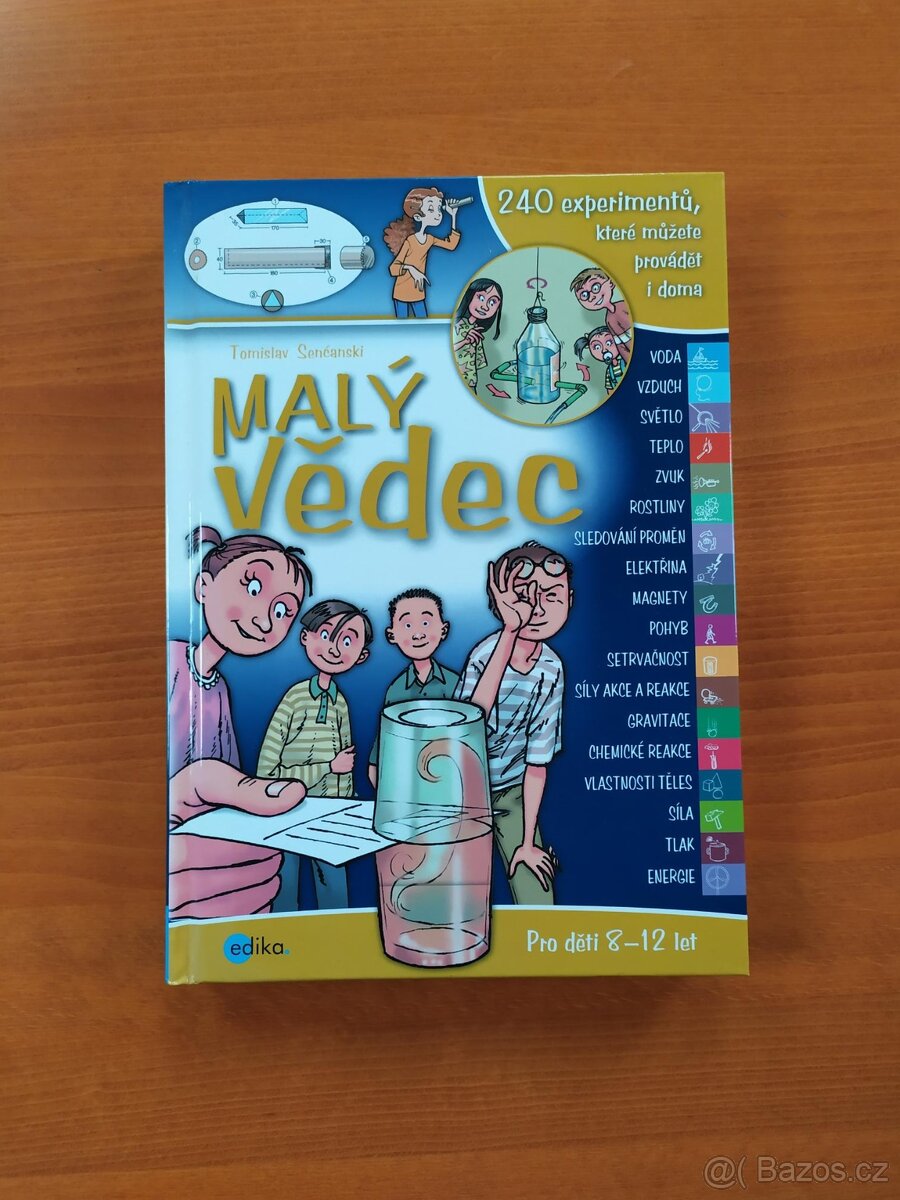 240 experimentů,
které můžete
provádět
i doma
Tomislav Senćanski
MALÝ
vědec
VODA
VZDUCH
SVĚTLO
TEPLO
ZVUK
ROSTLINY
SLEDOVÁNÍ PROMĚN
ELEKTŘINA
MAGNETY
POHYB
SETRVAČNOST
SÍLY AKCE A REAKCE
GRAVITACE
CHEMICKÉ REAKCE
VLASTNOSTI TĚLES
SÍLA
TLAK
ENERGIE
edika.
Pro děti 8–12 let
@( Bazos.cz